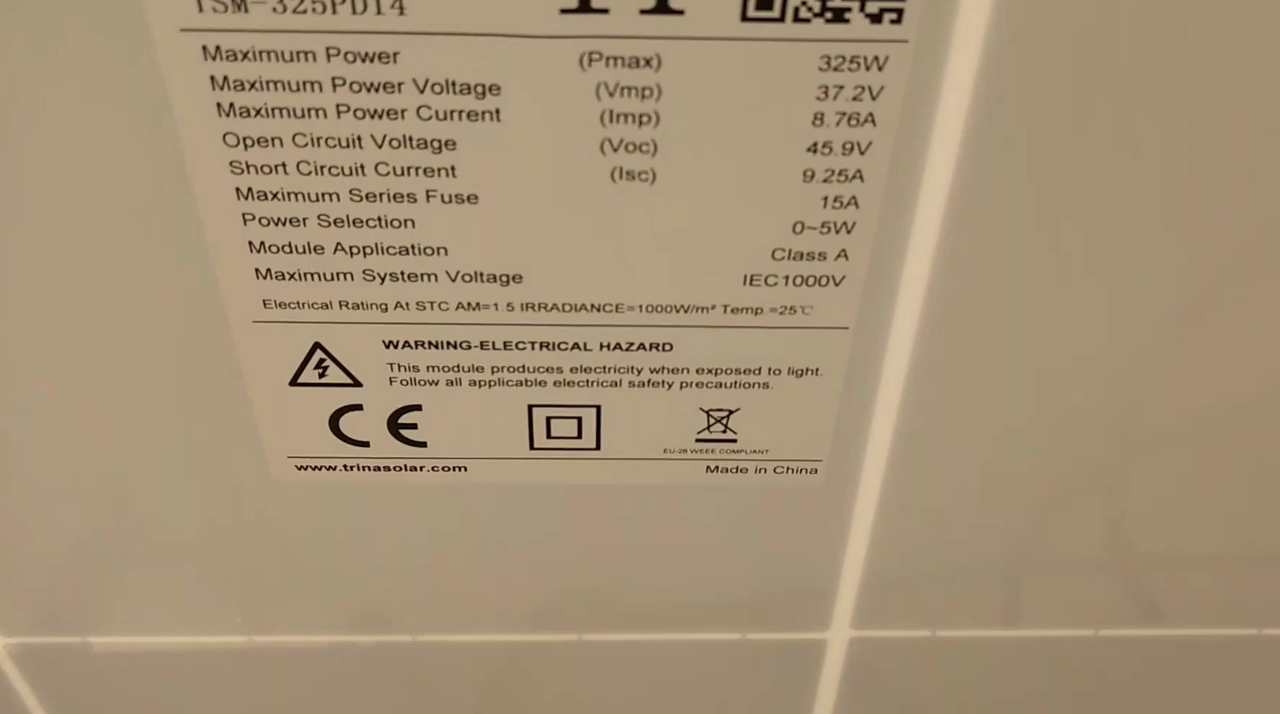 TSM-325PD14
Maximum Power (Pmax) 325W
Maximum Power Voltage (Vmp) 37.2V
Maximum Power Current (Imp) 8.76A
Open Circuit Voltage (Voc) 45.9V
Short Circuit Current (Isc) 9.25A
Maximum Series Fuse 15A
Power Selection 0~5W
Module Application Class A
Maximum System Voltage IEC1000V
Electrical Rating At STC AM=1.5 IRRADIANCE=1000W/m² Temp.=25℃
WARNING-ELECTRICAL HAZARD
This module produces electricity when exposed to light.
Follow all applicable electrical safety precautions.
CE
EU-28 WEEE COMPLIANT
www.trinasolar.com Made in China